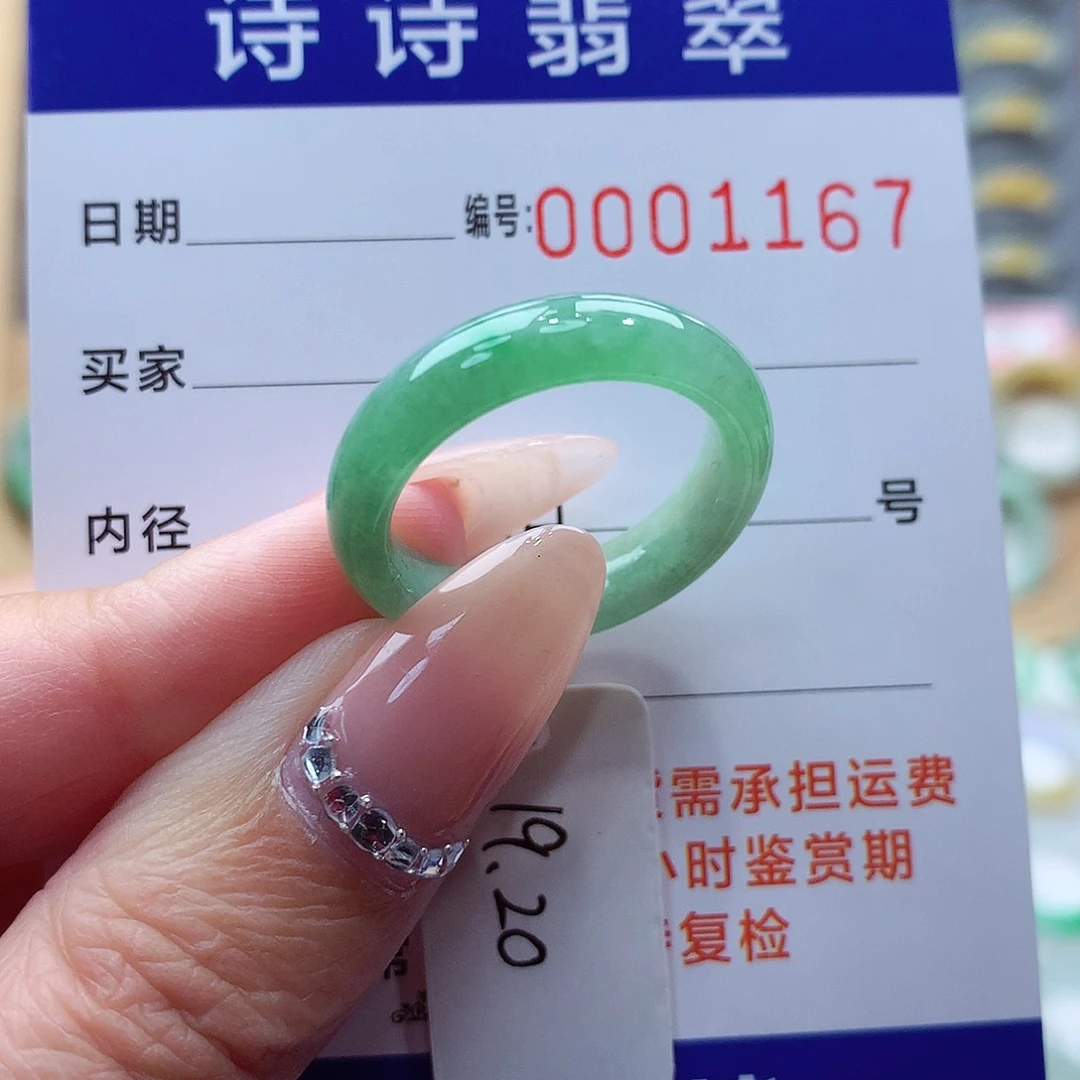 诗诗翡翠
日期 编号:0001167
买家
内径 号
需承担运费
小时鉴赏期
复检
19.20